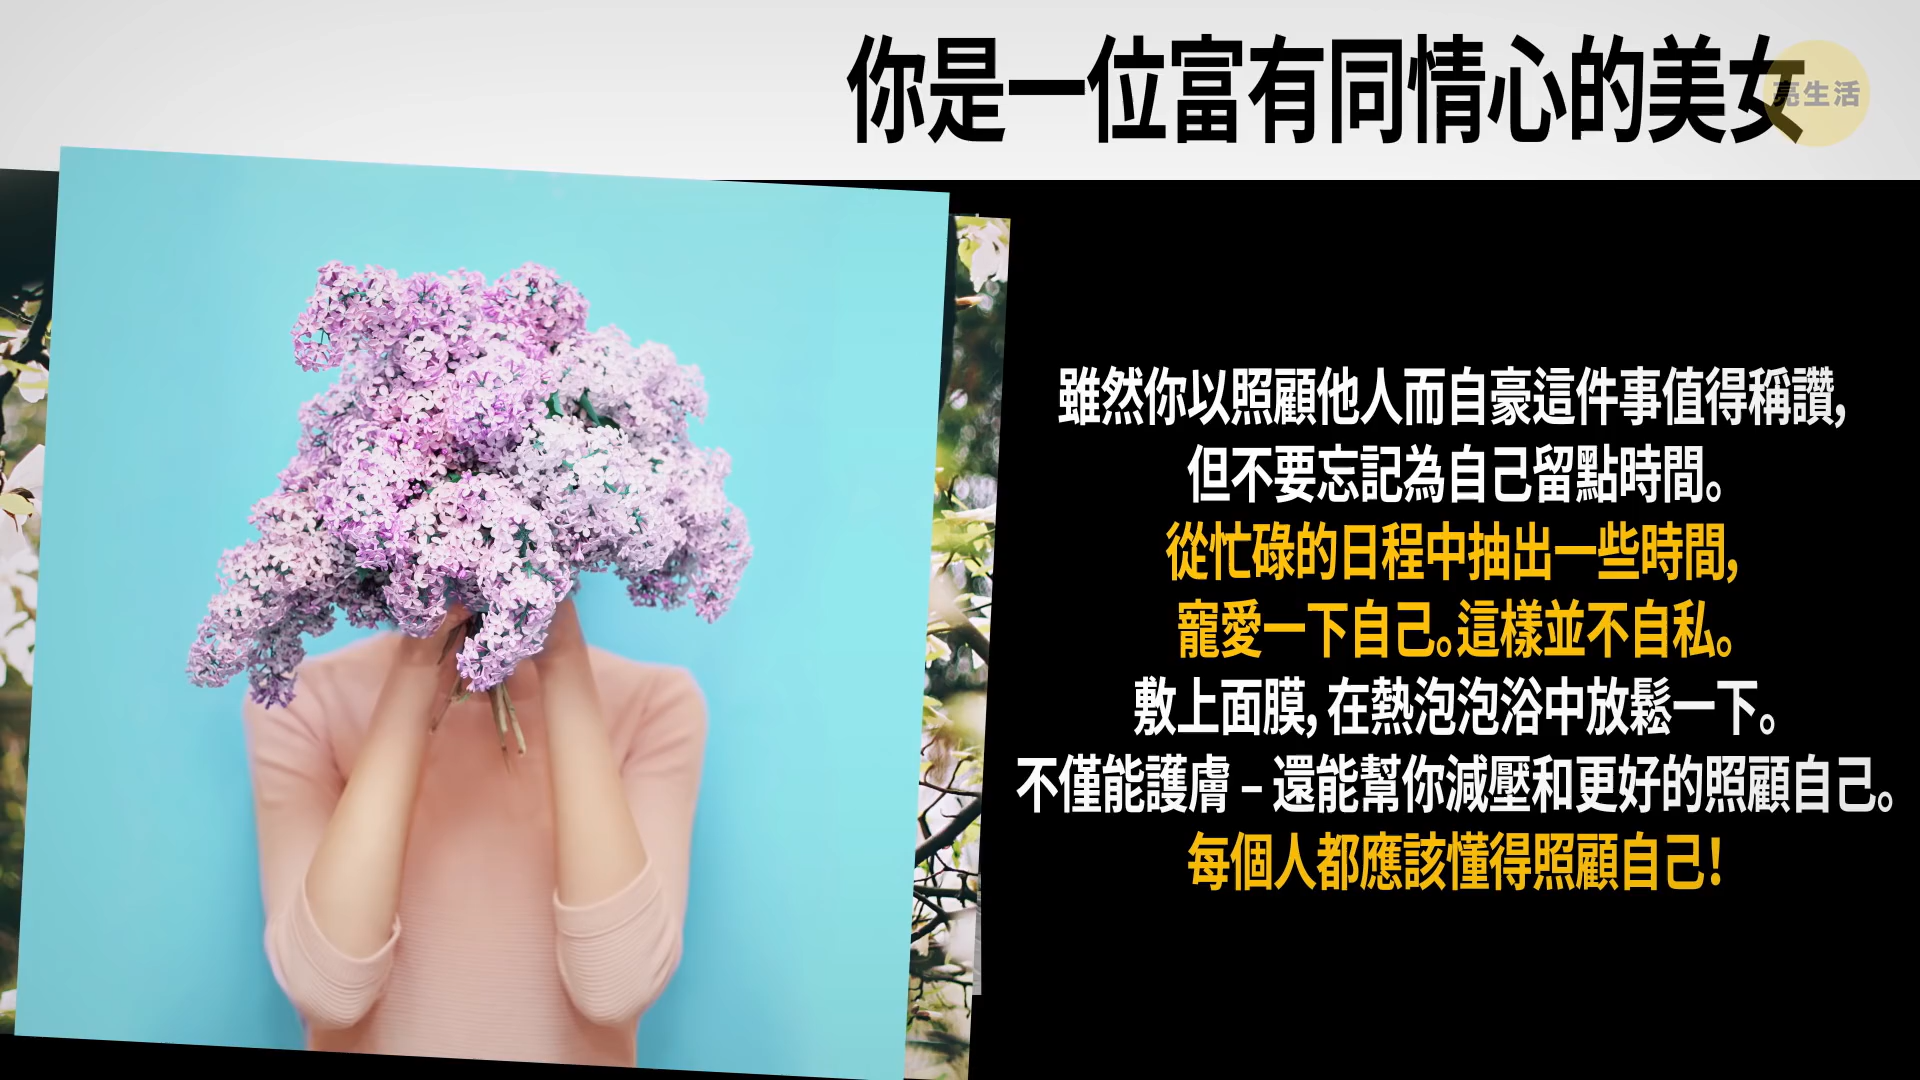 你是一位富有同情心的美女
亮生活
雖然你以照顧他人而自豪這件事值得稱讚,
但不要忘記為自己留點時間。
從忙碌的日程中抽出一些時間,
寵愛一下自己。這樣並不自私。
敷上面膜, 在熱泡泡浴中放鬆一下。
不僅能護膚 – 還能幫你減壓和更好的照顧自己。
每個人都應該懂得照顧自己!